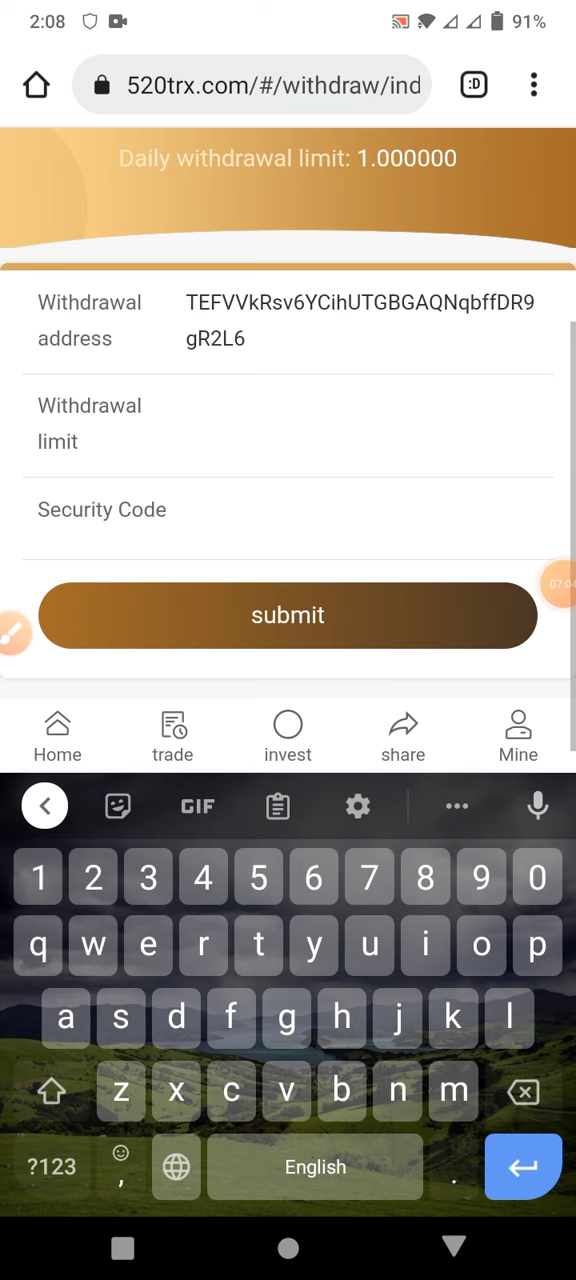 2:08 91%
520trx.com/#/withdraw/ind :D
Daily withdrawal limit: 1.000000
Withdrawal address TEFVVkRsv6YCihUTGBGAQNqbffDR9
gR2L6
Withdrawal
limit
Security Code
07:04
submit
Home trade invest share Mine
GIF
1 2 3 4 5 6 7 8 9 0
q w e r t y u i o p
a s d f g h j k l
z x c v b n m
?123 , English .